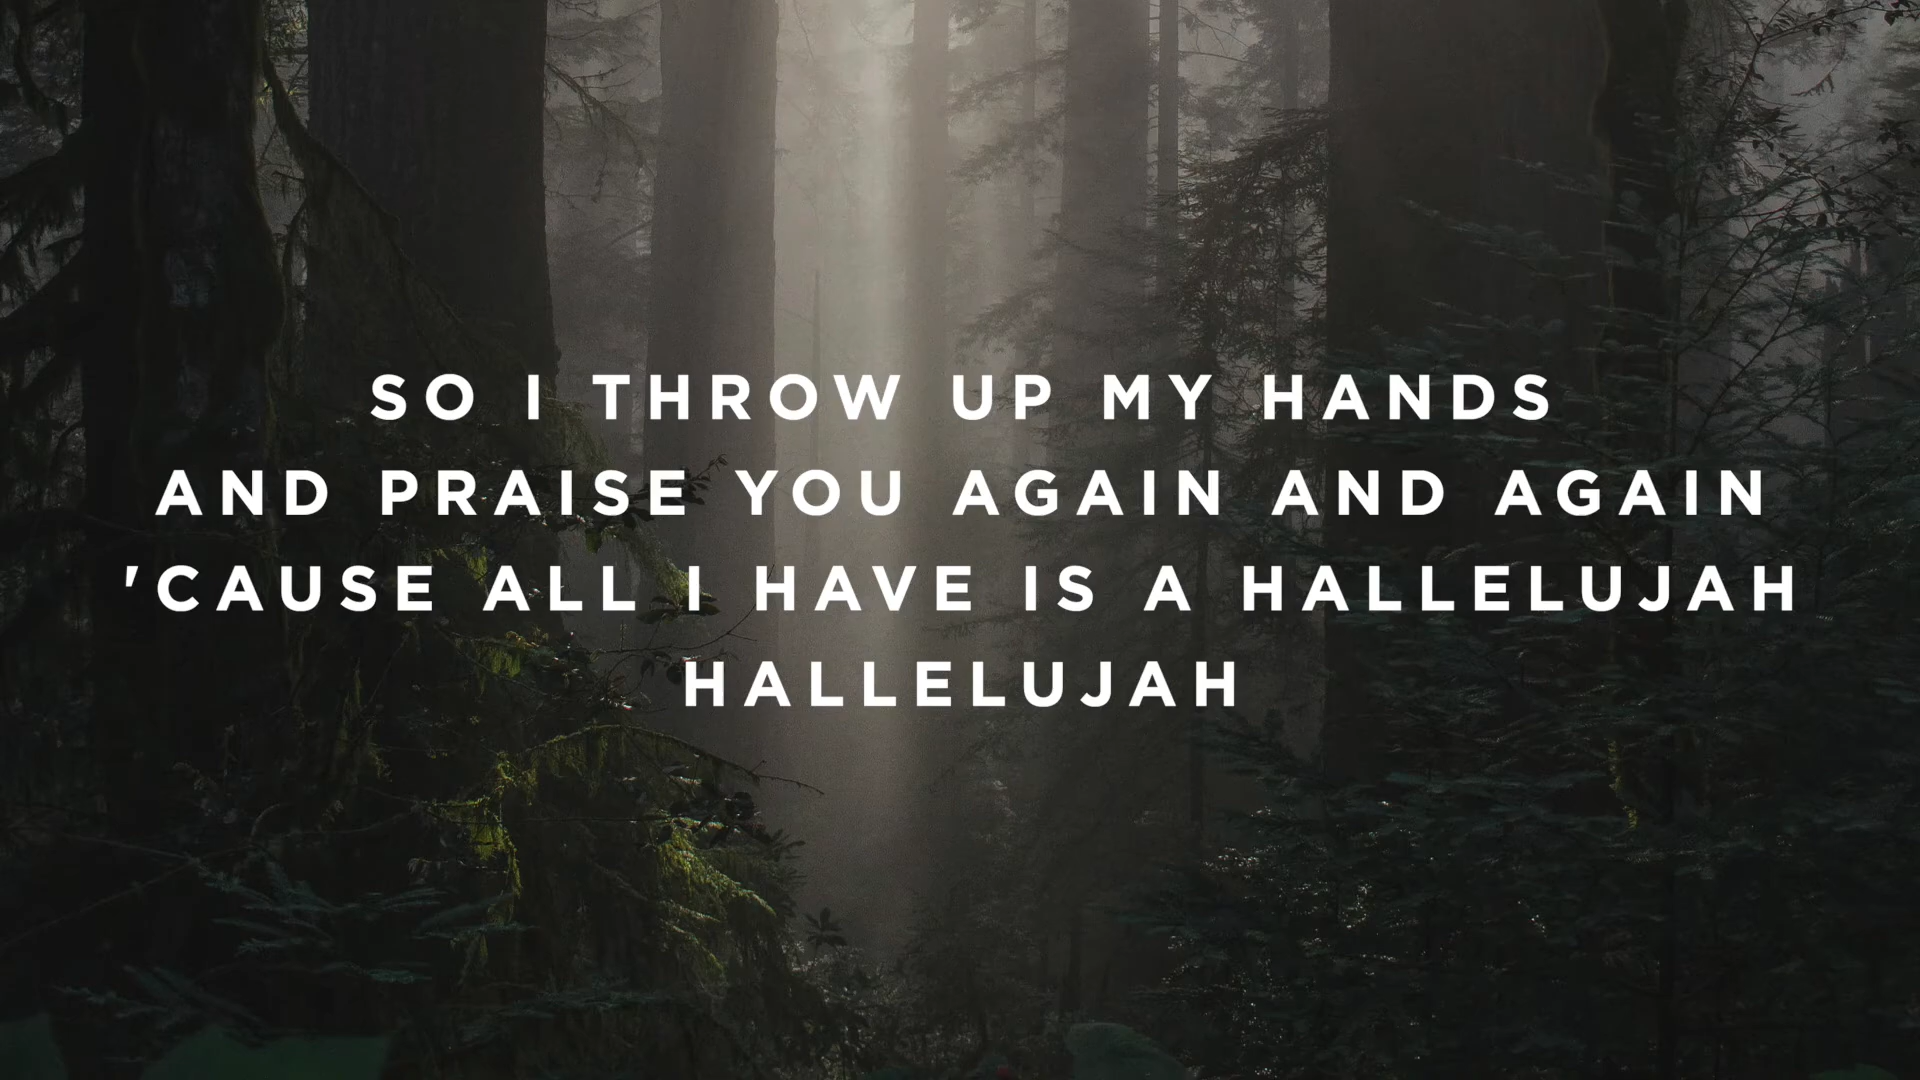 SO I THROW UP MY HANDS
AND PRAISE YOU AGAIN AND AGAIN
'CAUSE ALL I HAVE IS A HALLELUJAH
HALLELUJAH